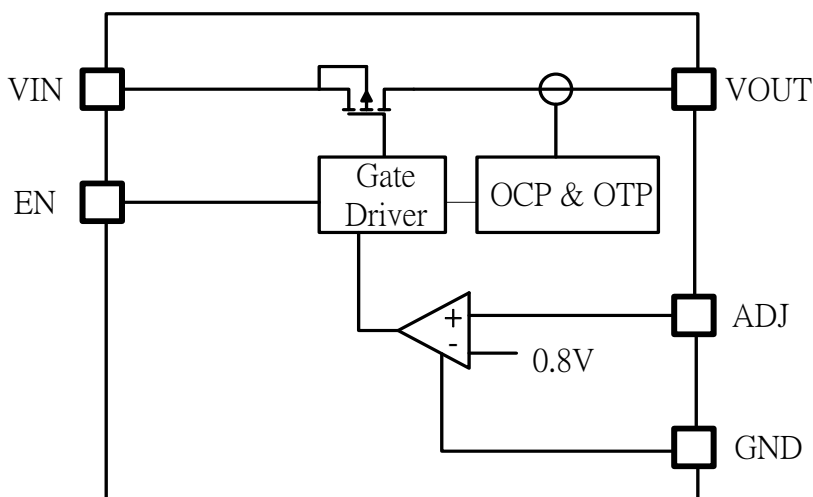 VIN
VOUT
EN
Gate
Driver
OCP & OTP
+
-
0.8V
ADJ
GND